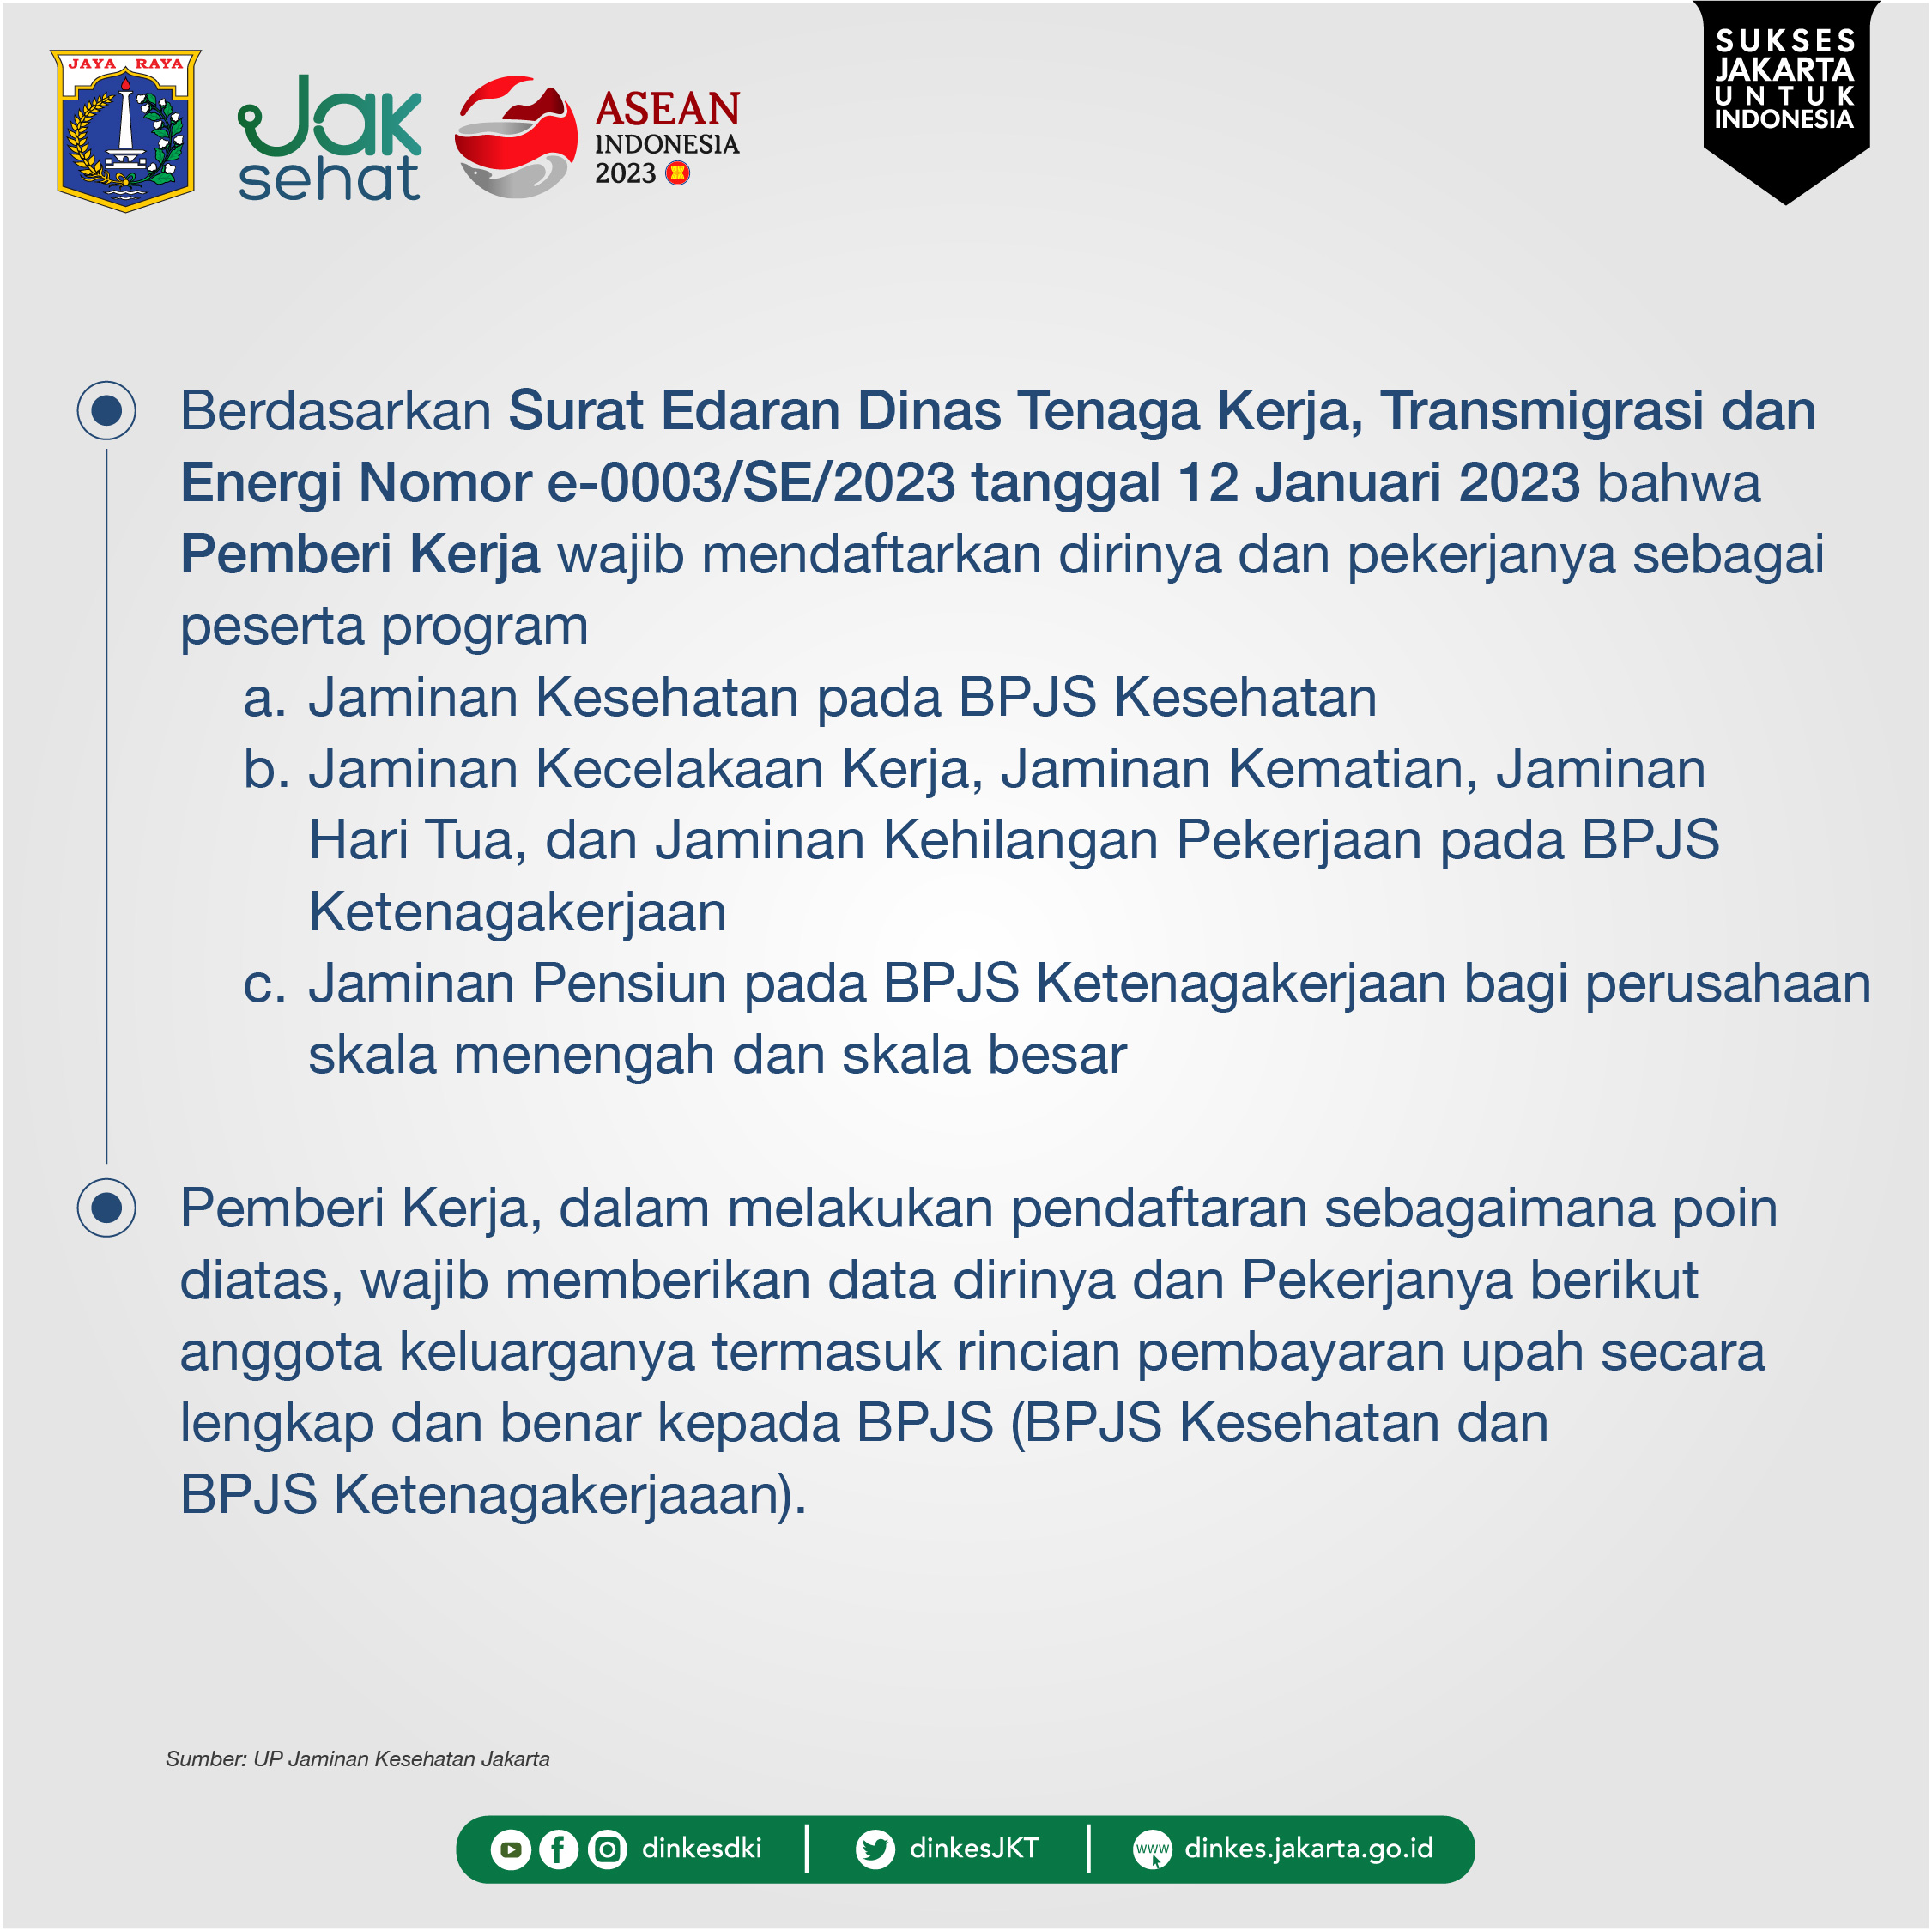 JAYA RAYA
Jak
sehat
ASEAN
INDONESIA
2023
SUKSES
JAKARTA
UNTUK
INDONESIA
Berdasarkan Surat Edaran Dinas Tenaga Kerja, Transmigrasi dan
Energi Nomor e-0003/SE/2023 tanggal 12 Januari 2023 bahwa
Pemberi Kerja wajib mendaftarkan dirinya dan pekerjanya sebagai
peserta program
a. Jaminan Kesehatan pada BPJS Kesehatan
b. Jaminan Kecelakaan Kerja, Jaminan Kematian, Jaminan
Hari Tua, dan Jaminan Kehilangan Pekerjaan pada BPJS
Ketenagakerjaan
c. Jaminan Pensiun pada BPJS Ketenagakerjaan bagi perusahaan
skala menengah dan skala besar
Pemberi Kerja, dalam melakukan pendaftaran sebagaimana poin
diatas, wajib memberikan data dirinya dan Pekerjanya berikut
anggota keluarganya termasuk rincian pembayaran upah secara
lengkap dan benar kepada BPJS (BPJS Kesehatan dan
BPJS Ketenagakerjaaan).
Sumber: UP Jaminan Kesehatan Jakarta
dinkesdki | dinkesJKT | www dinkes.jakarta.go.id